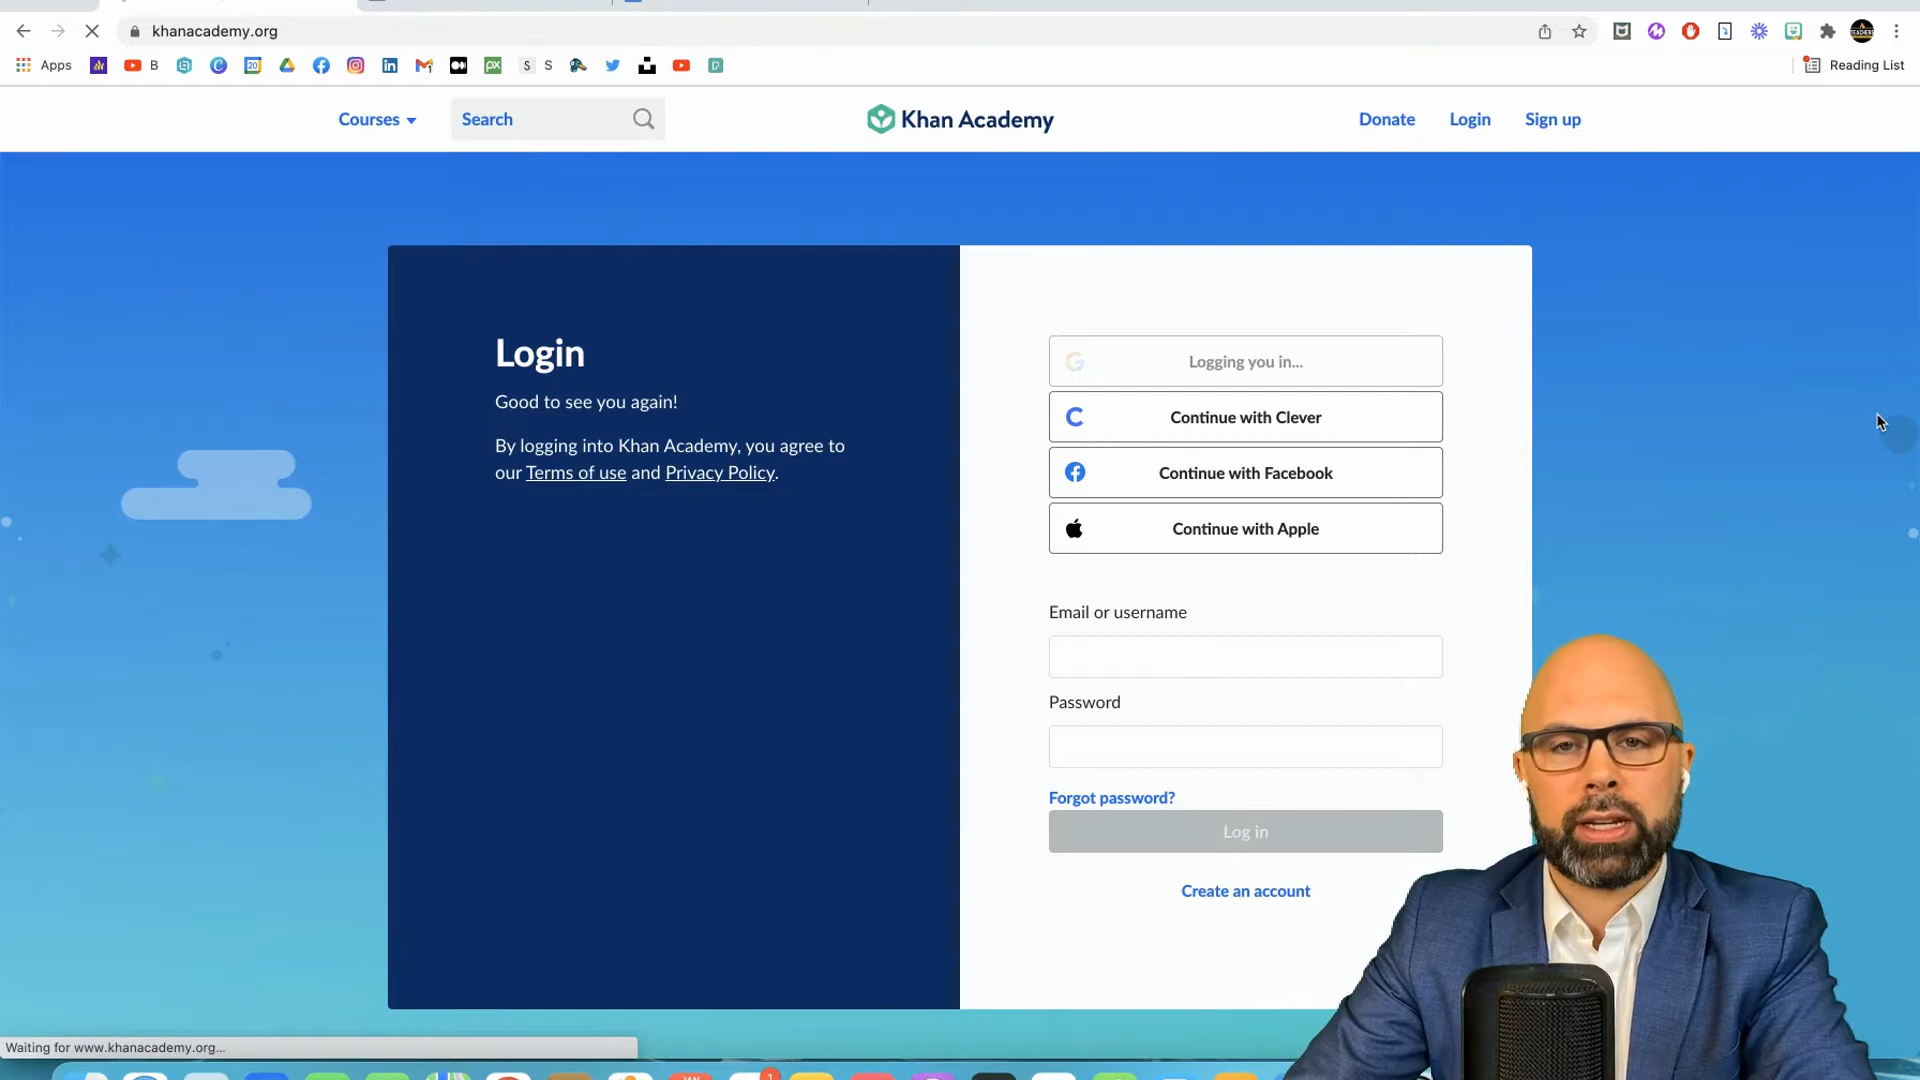 khanacademy.org
Apps
B
S
Reading List
Courses
Search
Khan Academy
Donate
Login
Sign up
Login
Good to see you again!
By logging into Khan Academy, you agree to
our Terms of use and Privacy Policy.
Logging you in...
Continue with Clever
Continue with Facebook
Continue with Apple
Email or username
Password
Forgot password?
Log in
Create an account
Waiting for www.khanacademy.org...